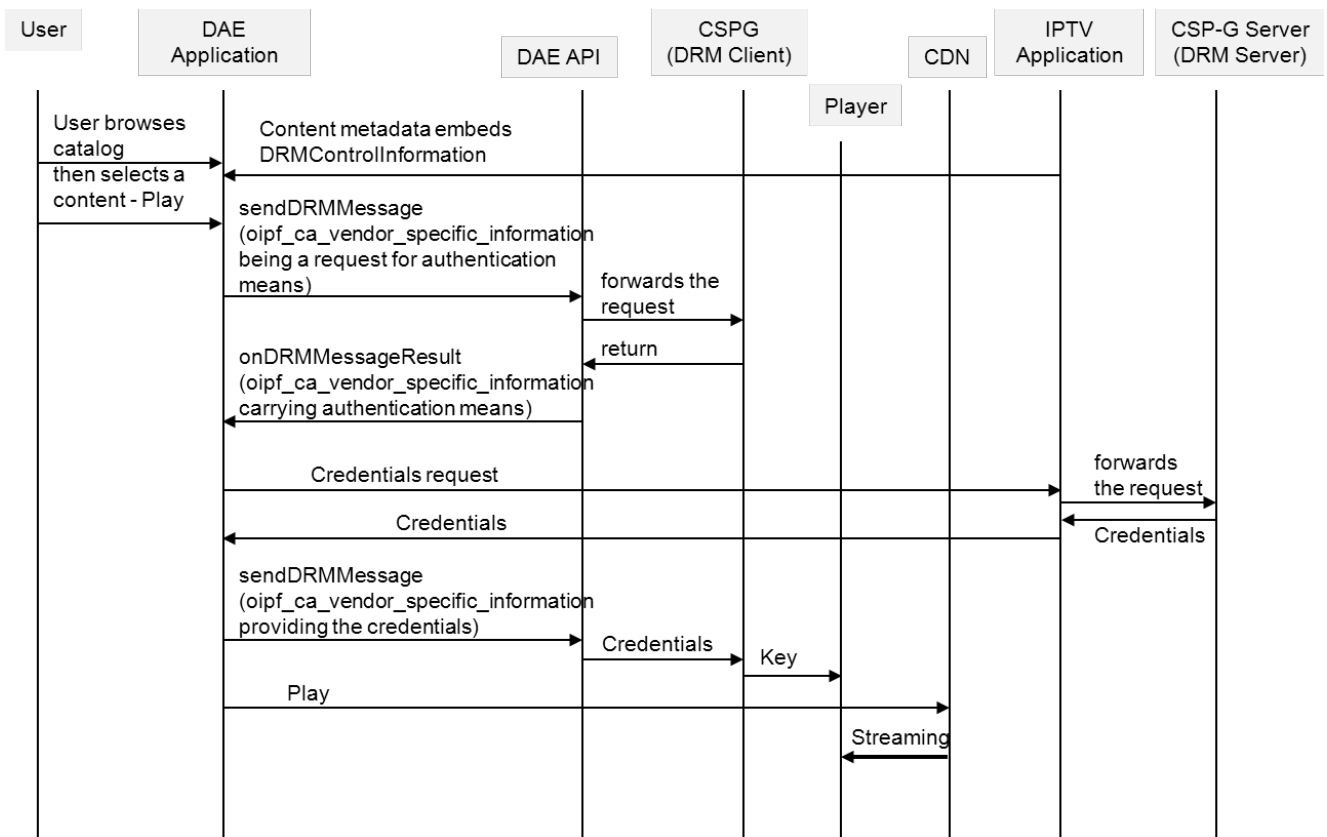 User
DAE
Application
DAE API
CSPG
(DRM Client)
Player
CDN
IPTV
Application
CSP-G Server
(DRM Server)
User browses
catalog
then selects a
content - Play
Content metadata embeds
DRMControlInformation
sendDRMMessage
(oipf_ca_vendor_specific_information
being a request for authentication
means)
forwards the
request
return
onDRMMessageResult
(oipf_ca_vendor_specific_information
carrying authentication means)
Credentials request
forwards
the request
Credentials
Credentials
sendDRMMessage
(oipf_ca_vendor_specific_information
providing the credentials)
Credentials
Key
Play
Streaming